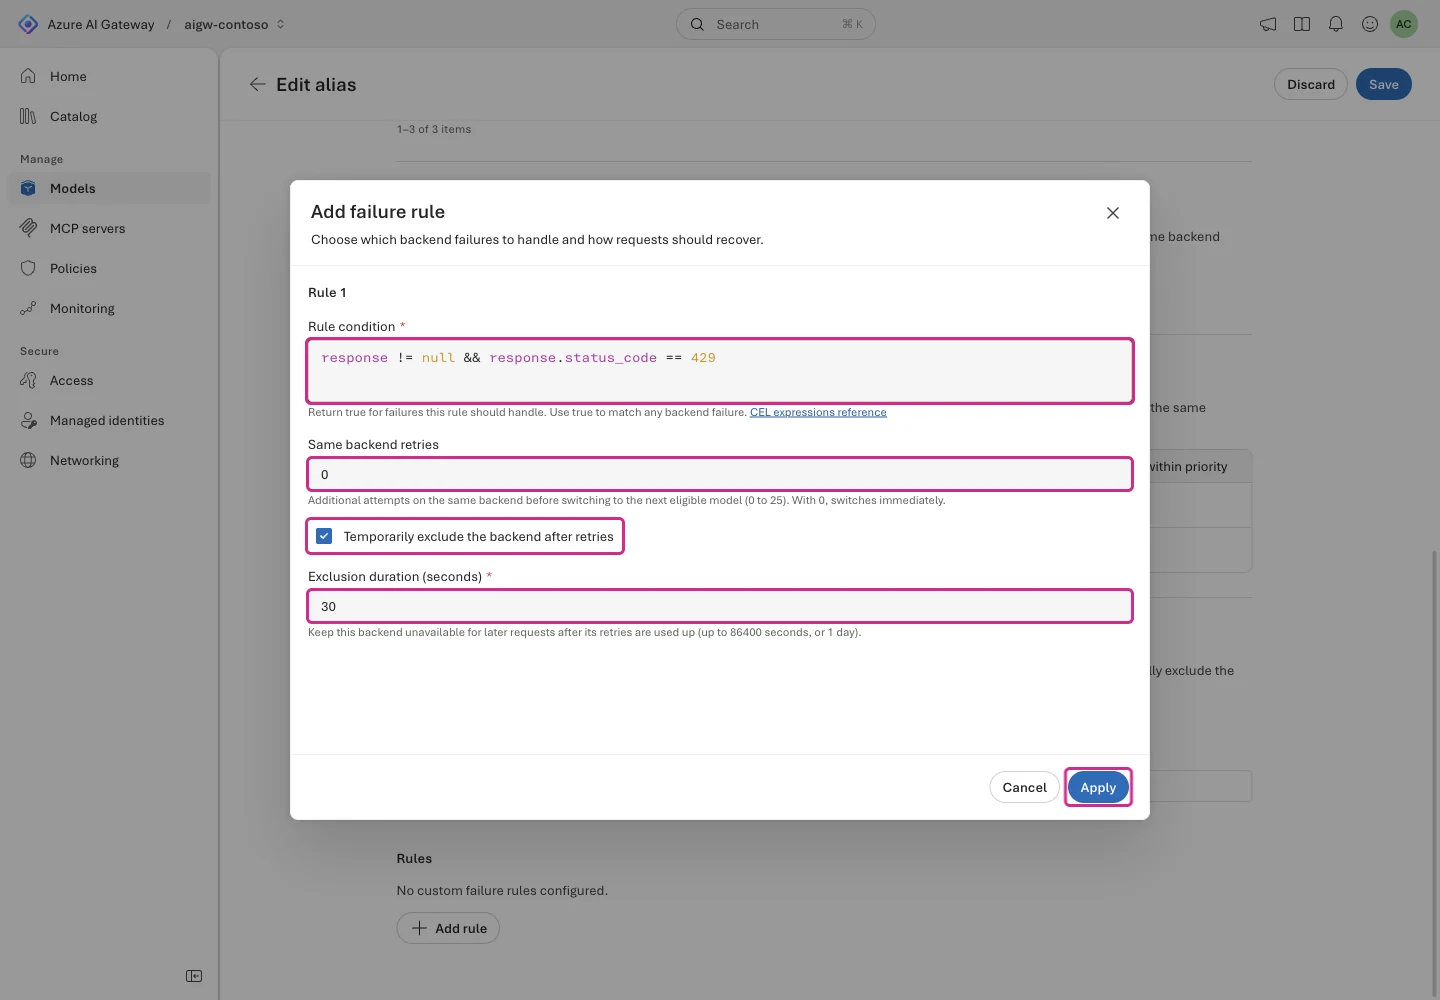 Azure AI Gateway / aigw-contoso
Search ⌘ K
AC
Home
Catalog
Manage
Models
MCP servers
Policies
Monitoring
Secure
Access
Managed identities
Networking
Edit alias
Discard
Save
1–3 of 3 items
me backend
the same
within priority
lly exclude the
Add failure rule
Choose which backend failures to handle and how requests should recover.
Rule 1
Rule condition *
response != null && response.status_code == 429
Return true for failures this rule should handle. Use true to match any backend failure. CEL expressions reference
Same backend retries
0
Additional attempts on the same backend before switching to the next eligible model (0 to 25). With 0, switches immediately.
Temporarily exclude the backend after retries
Exclusion duration (seconds) *
30
Keep this backend unavailable for later requests after its retries are used up (up to 86400 seconds, or 1 day).
Cancel
Apply
Rules
No custom failure rules configured.
Add rule